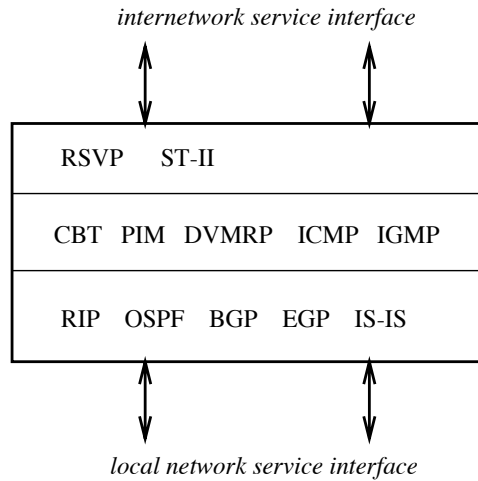 internetwork service interface
RSVP ST-II
CBT PIM DVMRP ICMP IGMP
RIP OSPF BGP EGP IS-IS
local network service interface